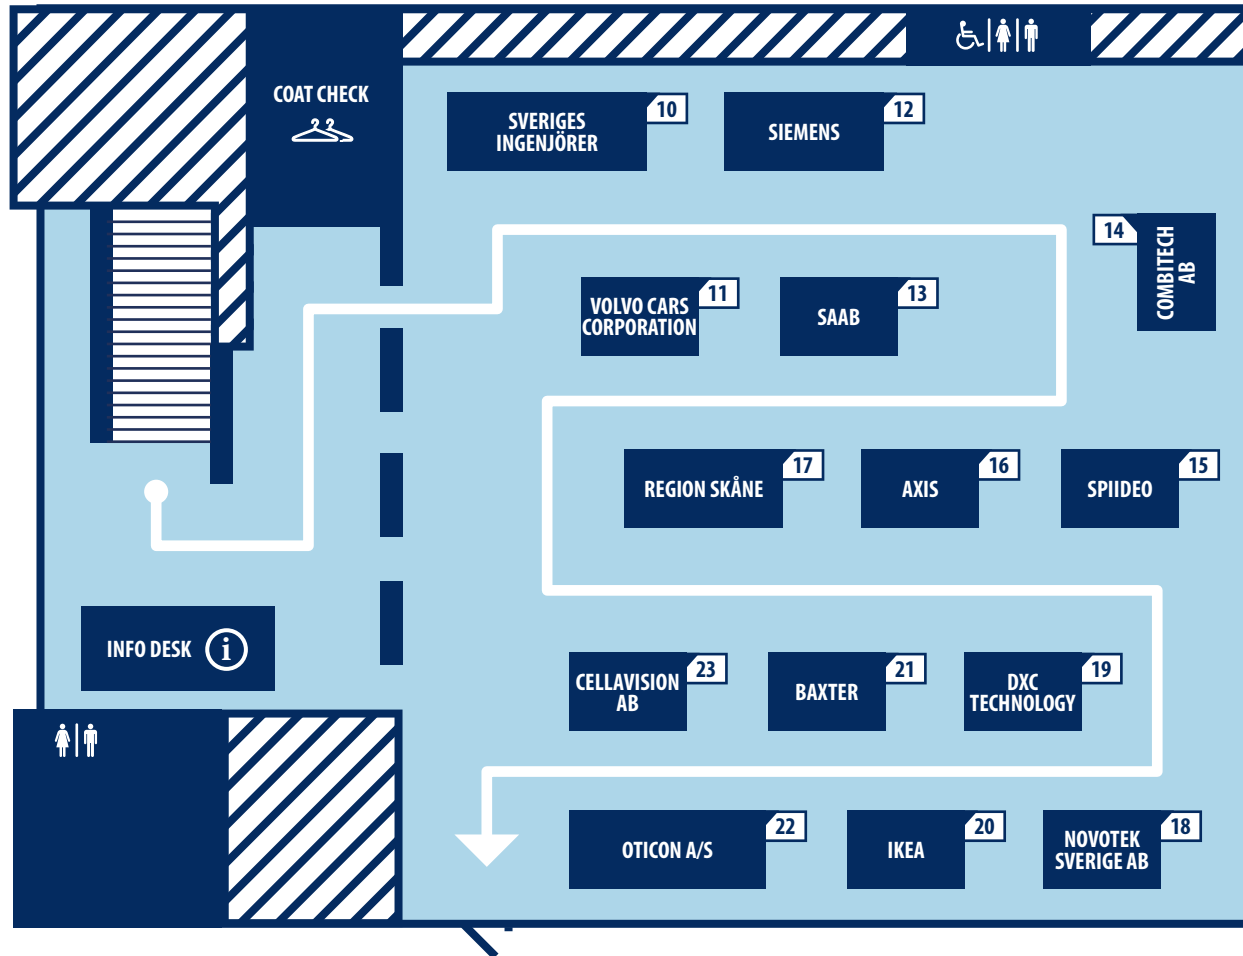 COAT CHECK
SVERIGES
INGENJÖRER
10
SIEMENS
12
14
COMBITECH
AB
VOLVO CARS
CORPORATION
11
SAAB
13
REGION SKÅNE
17
AXIS
16
SPIIDEO
15
INFO DESK i
CELLAVISION
AB
23
BAXTER
21
DXC
TECHNOLOGY
19
OTICON A/S
22
IKEA
20
NOVOTEK
SVERIGE AB
18